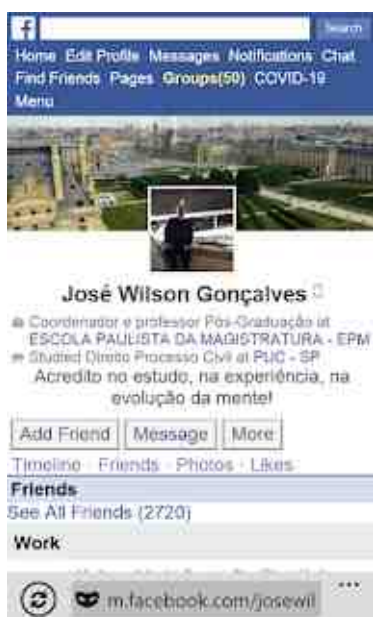 f
Search
Home Edit Profile Messages Notifications Chat
Find Friends Pages Groups(50) COVID-19
Menu
José Wilson Gonçalves
Coordenador e professor Pós-Graduação at
ESCOLA PAULISTA DA MAGISTRATURA - EPM
Studied Direito Processo Civil at PUC - SP
Acredito no estudo, na experiência, na
evolução da mente!
Add Friend Message More
Timeline · Friends · Photos · Likes
Friends
See All Friends (2720)
Work
m.facebook.com/josewil